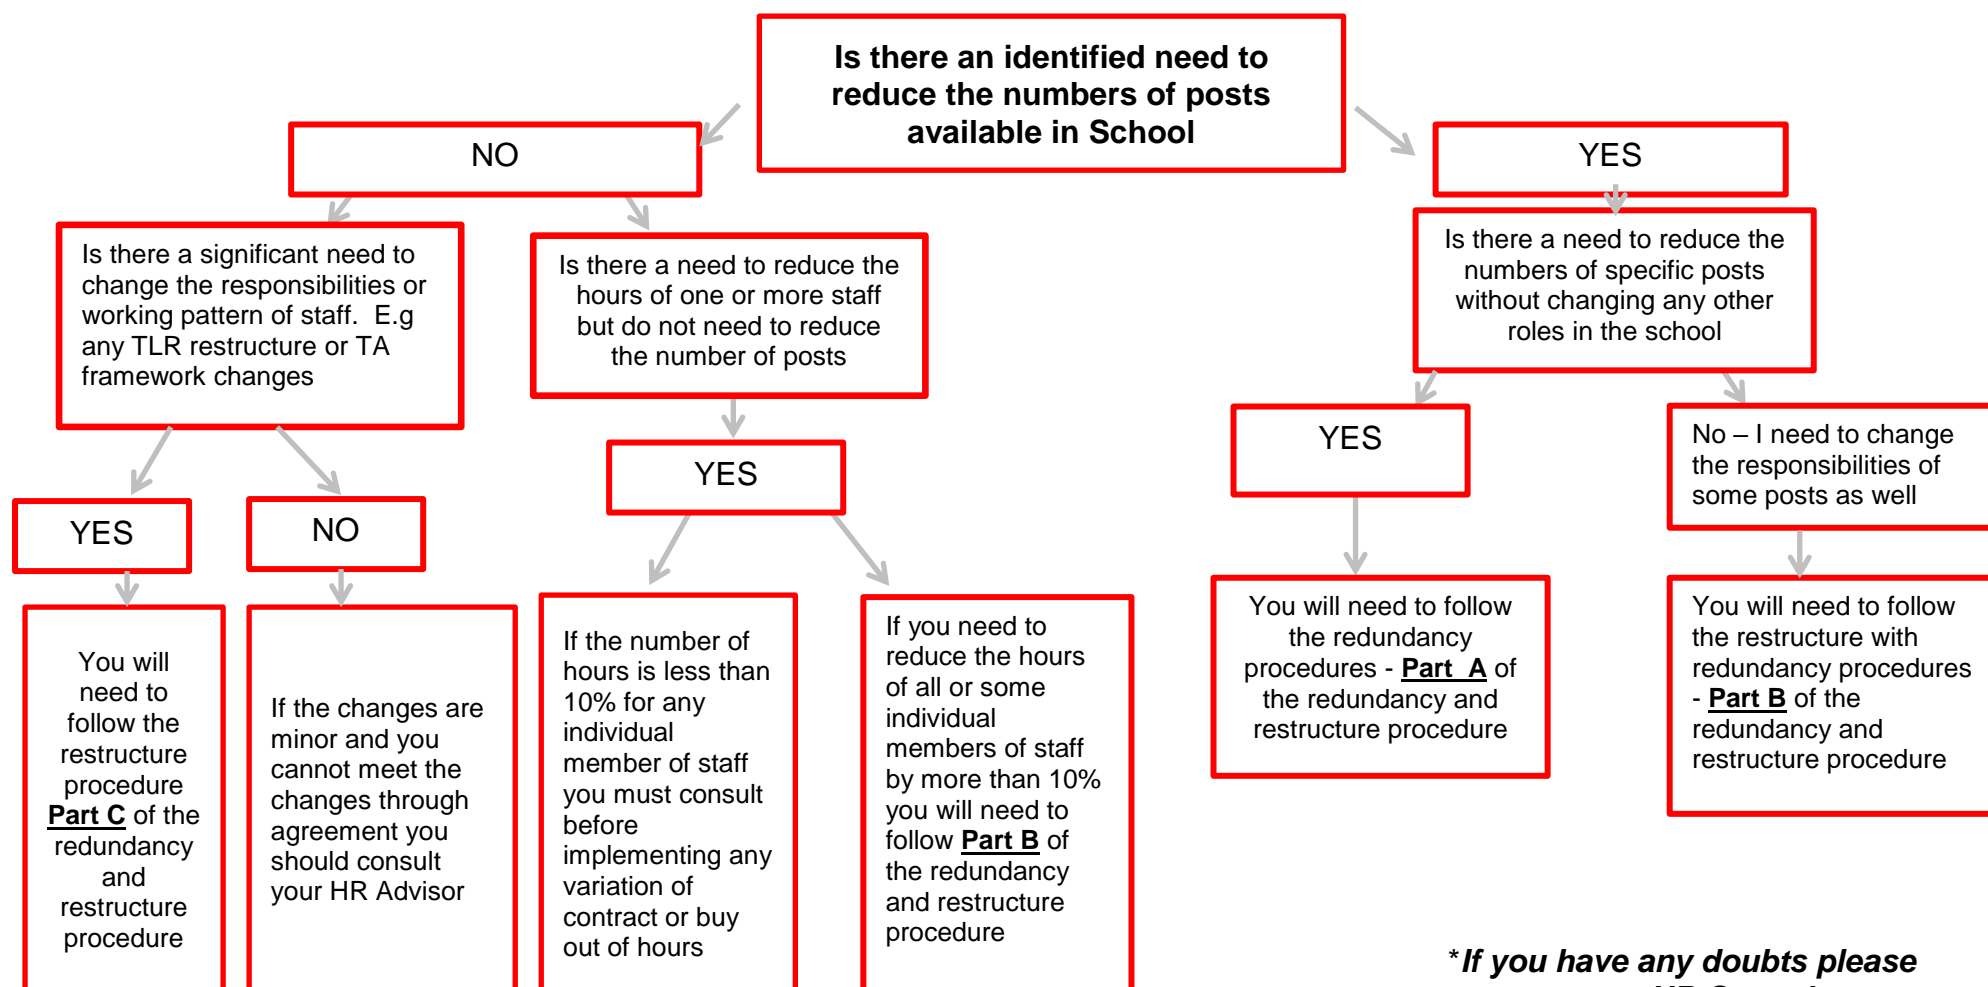 Is there an identified need to
reduce the numbers of posts
available in School
NO
YES
Is there a significant need to
change the responsibilities or
working pattern of staff.  E.g
any TLR restructure or TA
framework changes
Is there a need to reduce the
hours of one or more staff
but do not need to reduce
the number of posts
Is there a need to reduce the
numbers of specific posts
without changing any other
roles in the school
YES
NO
YES
YES
No – I need to change
the responsibilities of
some posts as well
You will
need to
follow the
restructure
procedure
Part C of the
redundancy
and
restructure
procedure
If the changes are
minor and you
cannot meet the
changes through
agreement you
should consult
your HR Advisor
If the number of
hours is less than
10% for any
individual
member of staff
you must consult
before
implementing any
variation of
contract or buy
out of hours
If you need to
reduce the hours
of all or some
individual
members of staff
by more than 10%
you will need to
follow Part B of
the redundancy
and restructure
procedure
You will need to follow
the redundancy
procedures - Part  A of
the redundancy and
restructure procedure
You will need to follow
the restructure with
redundancy procedures
- Part B of the
redundancy and
restructure procedure
*If you have any doubts please